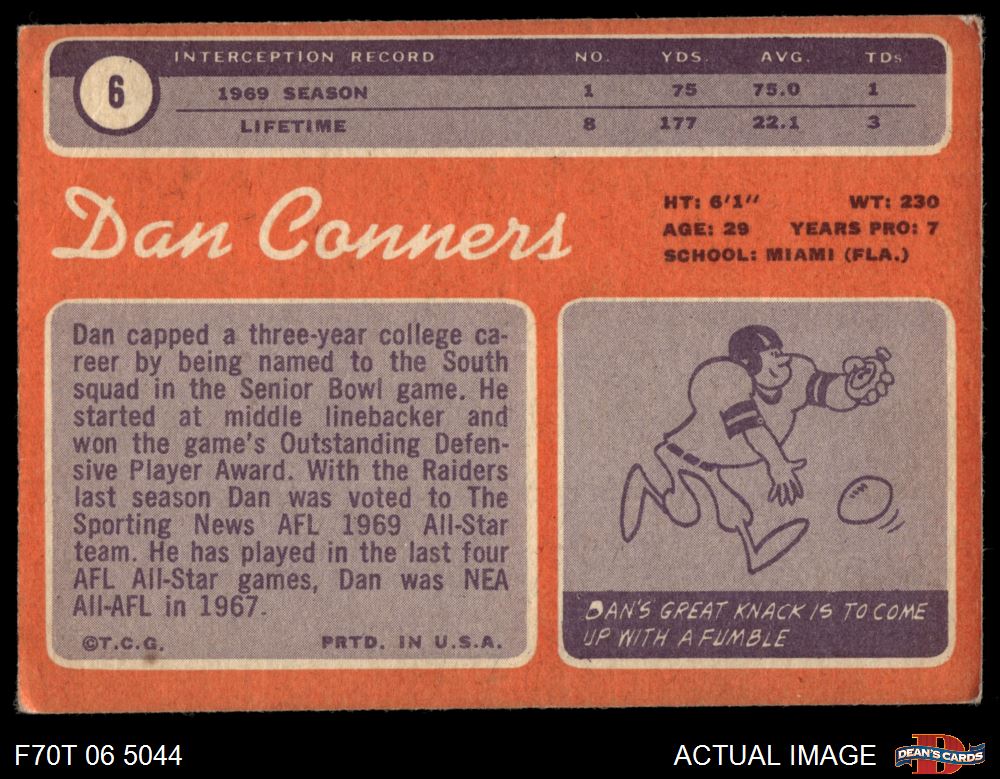 INTERCEPTION RECORD NO. YDS. AVG. TDs
6
1969 SEASON 1 75 75.0 1
LIFETIME 8 177 22.1 3
Dan Conners
HT: 6'1" WT: 230
AGE: 29 YEARS PRO: 7
SCHOOL: MIAMI (FLA.)
Dan capped a three-year college ca-
reer by being named to the South
squad in the Senior Bowl game. He
started at middle linebacker and
won the game's Outstanding Defen-
sive Player Award. With the Raiders
last season Dan was voted to The
Sporting News AFL 1969 All-Star
team. He has played in the last four
AFL All-Star games, Dan was NEA
All-AFL in 1967.
©T.C.G. PRTD. IN U.S.A.
DAN'S GREAT KNACK IS TO COME
UP WITH A FUMBLE
F70T 06 5044 ACTUAL IMAGE
D
DEAN'S CARDS